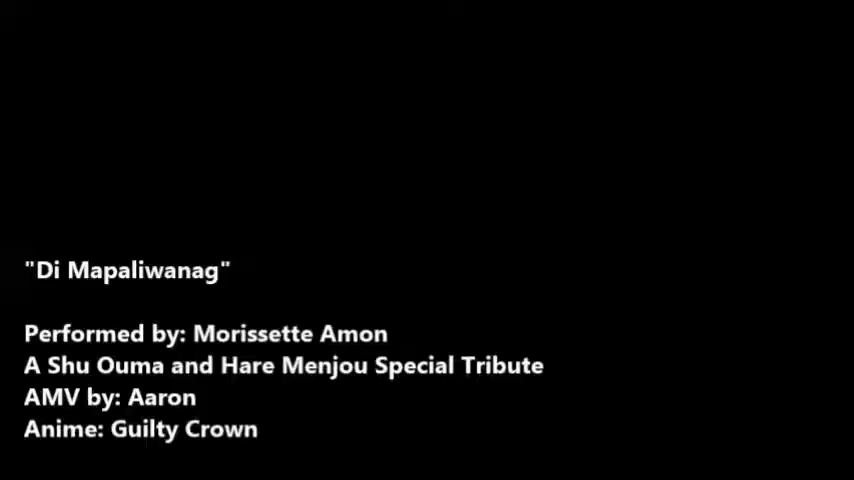 "Di Mapaliwanag"
Performed by: Morissette Amon
A Shu Ouma and Hare Menjou Special Tribute
AMV by: Aaron
Anime: Guilty Crown